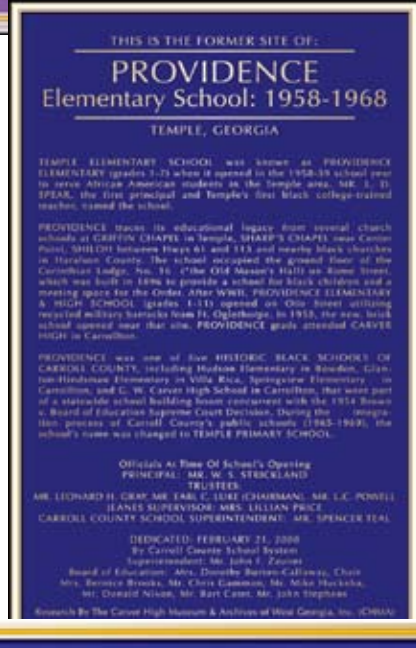 THIS IS THE FORMER SITE OF:
PROVIDENCE
Elementary School: 1958-1968
TEMPLE, GEORGIA
TEMPLE ELEMENTARY SCHOOL was known as PROVIDENCE
ELEMENTARY (grades 1-7) when it opened in the 1958-59 school year
to serve African American students in the Temple area. MR. L. D.
SPEAR, the first principal and Temple's first black college-trained
teacher, named the school.
PROVIDENCE traces its educational legacy from several church
schools at GRIFFIN CHAPEL in Temple, SHARP'S CHAPEL near Center
Point, SHILOH between Hwys 61 and 113 and nearby black churches
in Haralson County. The school occupied the ground floor of the
Corinthian Lodge, No. 16 ("the Old Mason's Hall) on Rome Street,
which was built in 1896 to provide a school for black children and a
meeting space for the Order. After WWII, PROVIDENCE ELEMENTARY
& HIGH SCHOOL (grades 1-11) opened on Otis Street utilizing
recycled military barracks from Ft. Oglethorpe. In 1958, the new, brick
school opened near that site. PROVIDENCE grads attended CARVER
HIGH in Carrollton.
PROVIDENCE was one of five HISTORIC BLACK SCHOOLS OF
CARROLL COUNTY, including Hudson Elementary in Bowdon, Glan-
ton-Hindsman Elementary in Villa Rica, Springview Elementary in
Carrollton, and G. W. Carver High School in Carrollton, that were part
of a statewide school building boom concurrent with the 1954 Brown
v. Board of Education Supreme Court Decision. During the integra-
tion process of Carroll County's public schools (1965-1969), the
school's name was changed to TEMPLE PRIMARY SCHOOL.
Officials At Time Of School's Opening
PRINCIPAL: MR. W. S. STRICKLAND
TRUSTEES:
MR. LEONARD H. GRAY, MR. EARL C. LUKE (CHAIRMAN), MR. L.C. POWELL
JEANES SUPERVISOR: MRS. LILLIAN PRICE
CARROLL COUNTY SCHOOL SUPERINTENDENT: MR. SPENCER TEAL
DEDICATED: FEBRUARY 21, 2008
By Carroll County School System
Superintendent: Mr. John F. Zauner
Board of Education: Mrs. Dorothy Burton-Callaway, Chair
Mrs. Bernice Brooks, Mr. Chris Gammon, Mr. Mike Huckeba,
Mr. Donald Nixon, Mr. Bart Cater, Mr. John Stephens
Research By The Carver High Museum & Archives of West Georgia, Inc. (CHMA)